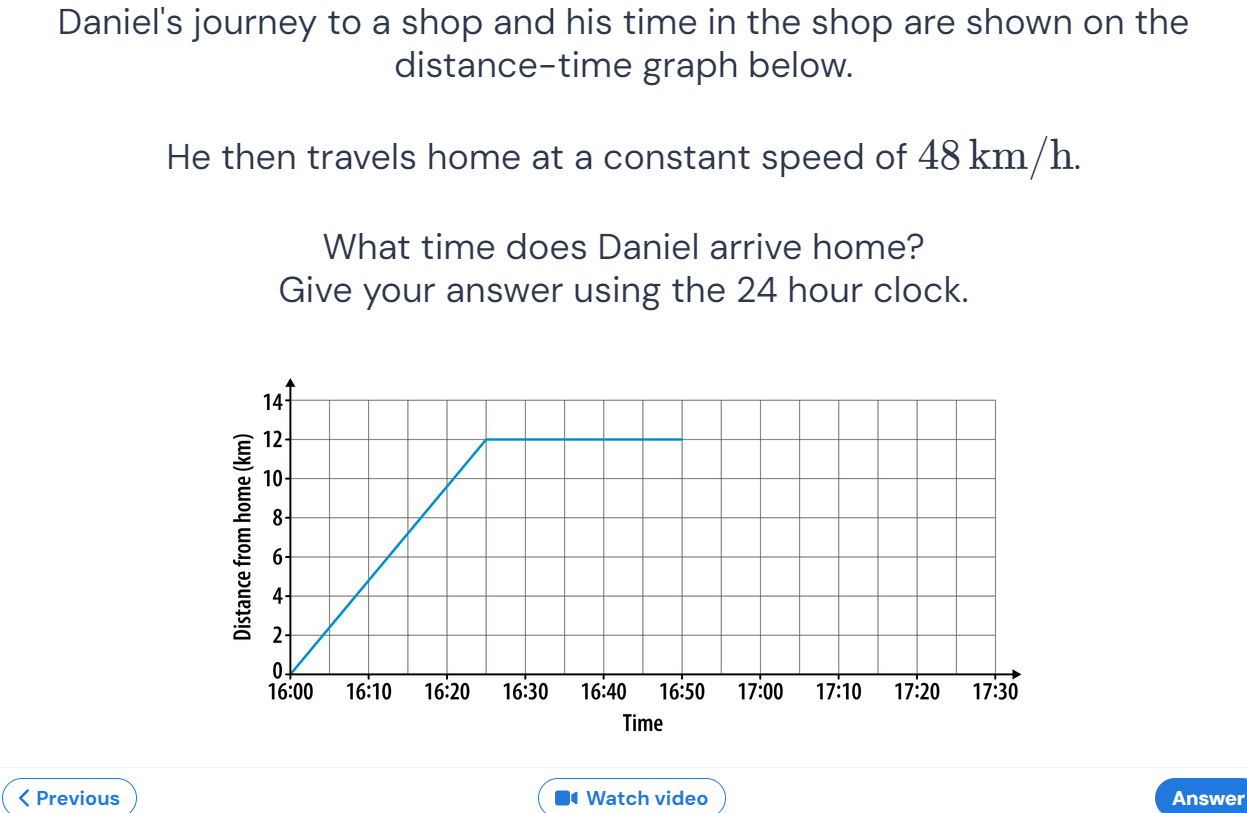 Daniel's journey to a shop and his time in the shop are shown on the
distance-time graph below.
He then travels home at a constant speed of 48 km/h.
What time does Daniel arrive home?
Give your answer using the 24 hour clock.
Distance from home (km)
14
12
10
8
6
4
2
0
16:00 16:10 16:20 16:30 16:40 16:50 17:00 17:10 17:20 17:30
Time
Previous
Watch video
Answer